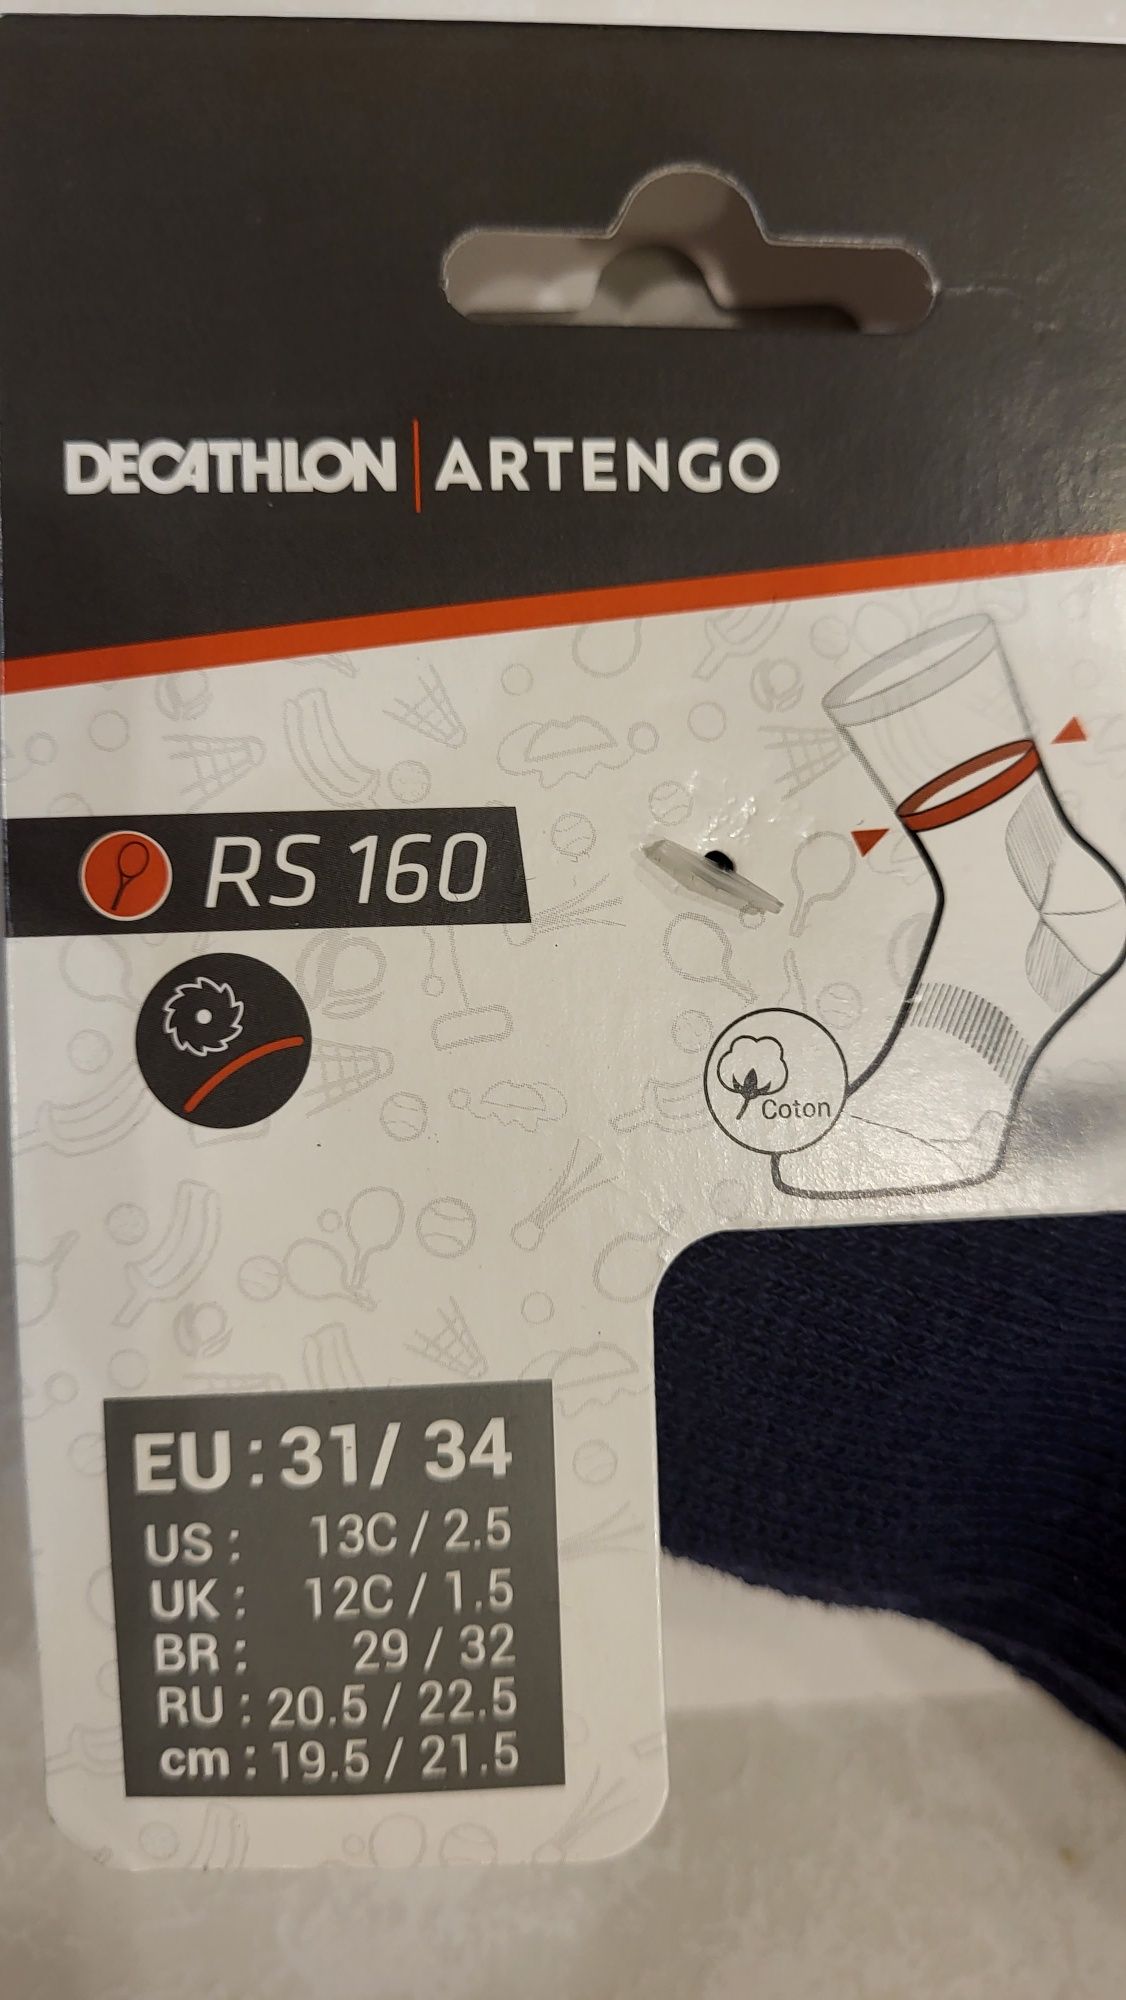 DECATHLON | ARTENGO
RS 160
Coton
EU : 31 / 34
US : 13C / 2.5
UK : 12C / 1.5
BR : 29 / 32
RU : 20.5 / 22.5
cm : 19.5 / 21.5